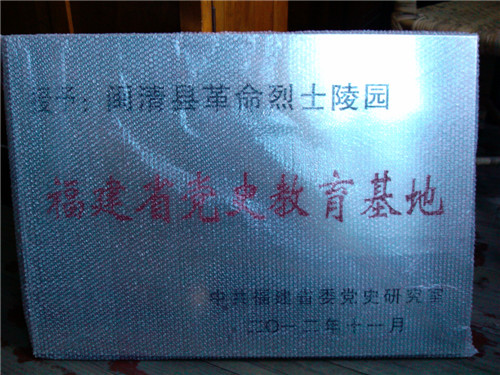 授予 闽清县革命烈士陵园
福建省党史教育基地
中共福建省委党史研究室
二〇一二年十一月